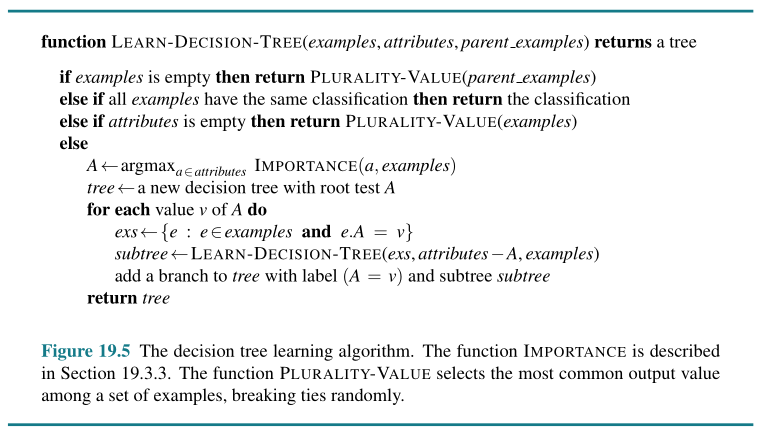 function LEARN-DECISION-TREE(examples, attributes, parent_examples) returns a tree
if examples is empty then return PLURALITY-VALUE(parent_examples)
else if all examples have the same classification then return the classification
else if attributes is empty then return PLURALITY-VALUE(examples)
else
A ← argmax a ∈ attributes IMPORTANCE(a, examples)
tree ← a new decision tree with root test A
for each value v of A do
exs ← {e : e ∈ examples and e.A = v}
subtree ← LEARN-DECISION-TREE(exs, attributes − A, examples)
add a branch to tree with label (A = v) and subtree subtree
return tree
Figure 19.5 The decision tree learning algorithm. The function IMPORTANCE is described
in Section 19.3.3. The function PLURALITY-VALUE selects the most common output value
among a set of examples, breaking ties randomly.